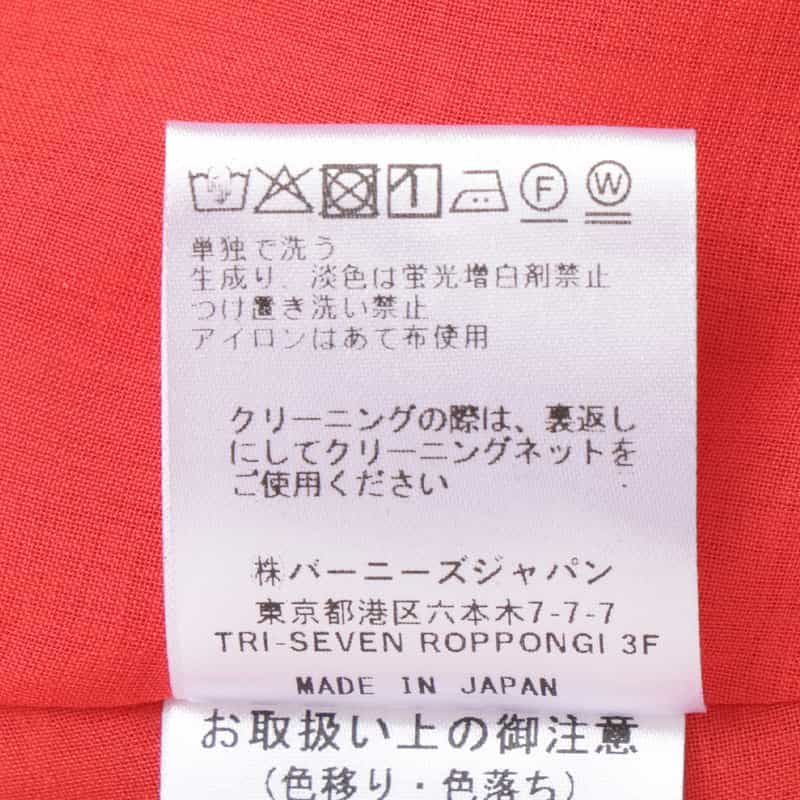 F W
単独で洗う
生成り、淡色は蛍光増白剤禁止
つけ置き洗い禁止
アイロンはあて布使用
クリーニングの際は、裏返し
にしてクリーニングネットを
ご使用ください
㈱バーニーズジャパン
東京都港区六本木7-7-7
TRI-SEVEN ROPPONGI 3F
MADE IN JAPAN
お取扱い上の御注意
(色移り・色落ち)